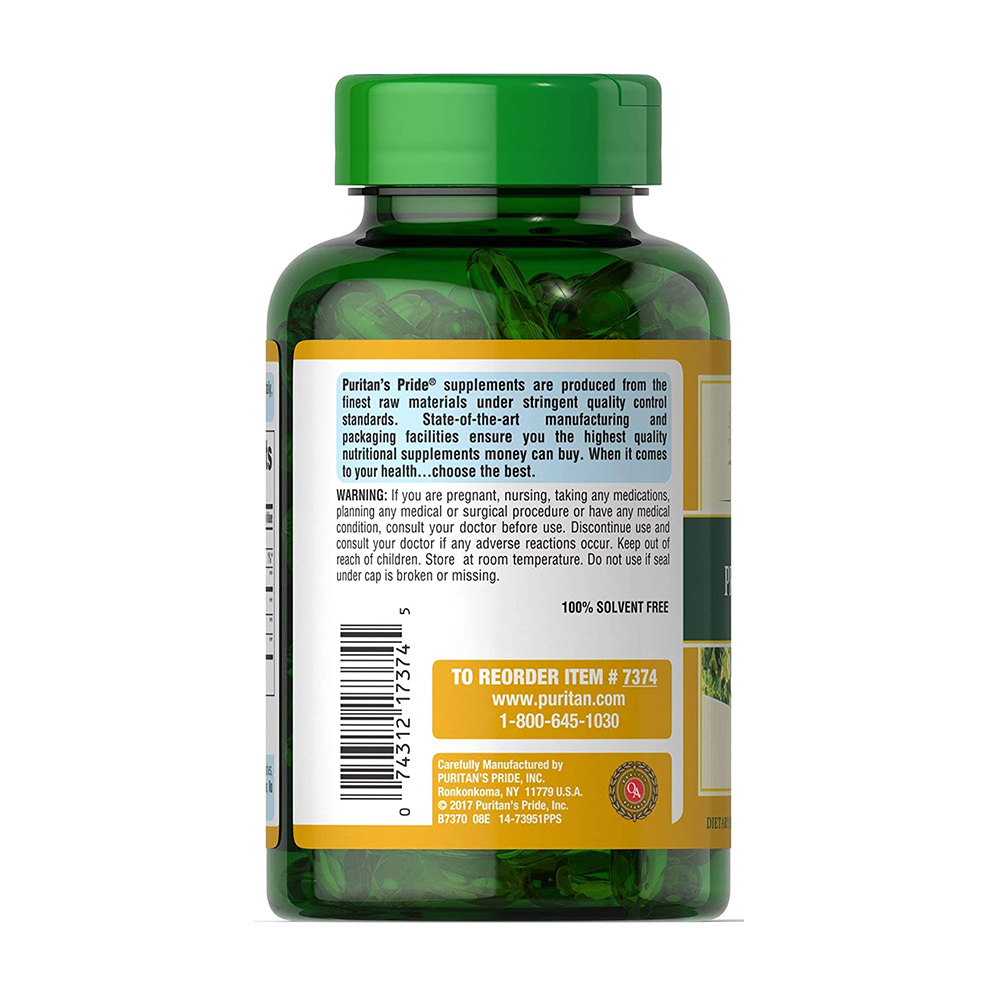 Puritan's Pride® supplements are produced from the
finest raw materials under stringent quality control
standards. State-of-the-art manufacturing and
packaging facilities ensure you the highest quality
nutritional supplements money can buy. When it comes
to your health...choose the best.
WARNING: If you are pregnant, nursing, taking any medications,
planning any medical or surgical procedure or have any medical
condition, consult your doctor before use. Discontinue use and
consult your doctor if any adverse reactions occur. Keep out of
reach of children. Store at room temperature. Do not use if seal
under cap is broken or missing.
100% SOLVENT FREE
0 74312 17374 5
TO REORDER ITEM # 7374
www.puritan.com
1-800-645-1030
Carefully Manufactured by
PURITAN'S PRIDE, INC.
Ronkonkoma, NY 11779 U.S.A.
© 2017 Puritan's Pride, Inc.
B7370 08E 14-73951PPS
QA